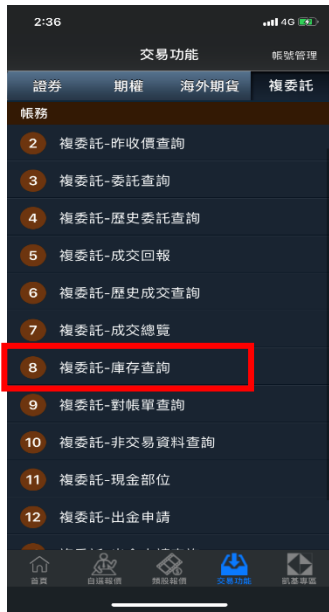 2:36
4G
交易功能
帳號管理
證券 期權 海外期貨 複委託
帳務
2 複委託-昨收價查詢
3 複委託-委託查詢
4 複委託-歷史委託查詢
5 複委託-成交回報
6 複委託-歷史成交查詢
7 複委託-成交總覽
8 複委託-庫存查詢
9 複委託-對帳單查詢
10 複委託-非交易資料查詢
11 複委託-現金部位
12 複委託-出金申請
首頁 自選報價 類股報價 交易功能 凱基專區